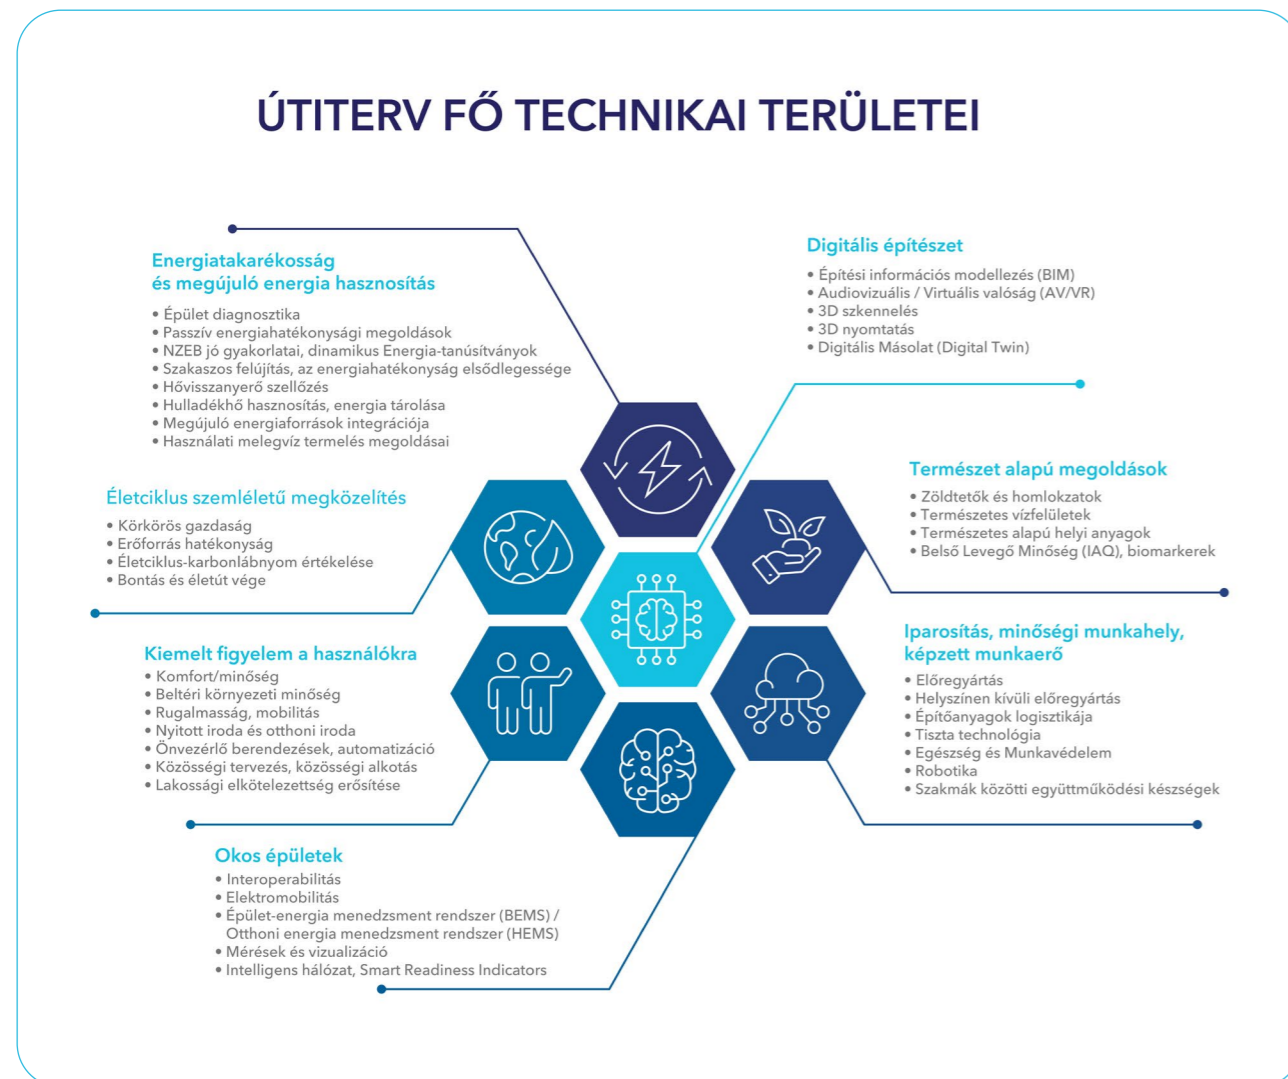 ÚTITERV FŐ TECHNIKAI TERÜLETEI
Energiatakarékosság
és megújuló energia hasznosítás
• Épület diagnosztika
• Passzív energiahatékonysági megoldások
• NZEB jó gyakorlatai, dinamikus Energia-tanúsítványok
• Szakaszos felújítás, az energiahatékonyság elsődlegessége
• Hővisszanyerő szellőzés
• Hulladékhő hasznosítás, energia tárolása
• Megújuló energiaforrások integrációja
• Használati melegvíz termelés megoldásai
Digitális építészet
• Építési információs modellezés (BIM)
• Audiovizuális / Virtuális valóság (AV/VR)
• 3D szkennelés
• 3D nyomtatás
• Digitális Másolat (Digital Twin)
Életciklus szemléletű megközelítés
• Körkörös gazdaság
• Erőforrás hatékonyság
• Életciklus-karbonlábnyom értékelése
• Bontás és életút vége
Természet alapú megoldások
• Zöldtetők és homlokzatok
• Természetes vízfelületek
• Természetes alapú helyi anyagok
• Belső Levegő Minőség (IAQ), biomarkerek
Kiemelt figyelem a használókra
• Komfort/minőség
• Beltéri környezeti minőség
• Rugalmasság, mobilitás
• Nyitott iroda és otthoni iroda
• Önvezérlő berendezések, automatizáció
• Közösségi tervezés, közösségi alkotás
• Lakossági elkötelezettség erősítése
Iparosítás, minőségi munkahely,
képzett munkaerő
• Előregyártás
• Helyszínen kívüli előregyártás
• Építőanyagok logisztikája
• Tiszta technológia
• Egészség és Munkavédelem
• Robotika
• Szakmák közötti együttműködési készségek
Okos épületek
• Interoperabilitás
• Elektromobilitás
• Épület-energia menedzsment rendszer (BEMS) /
Otthoni energia menedzsment rendszer (HEMS)
• Mérések és vizualizáció
• Intelligens hálózat, Smart Readiness Indicators